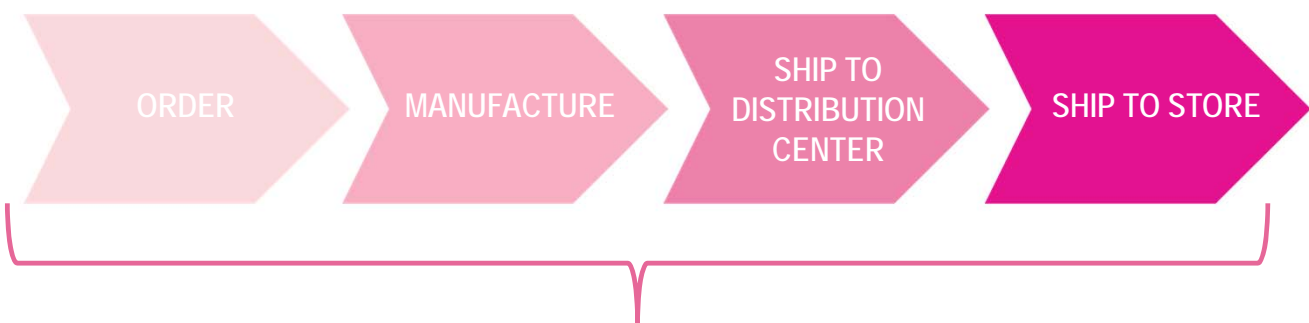 ORDER
MANUFACTURE
SHIP TO
DISTRIBUTION
CENTER
SHIP TO STORE